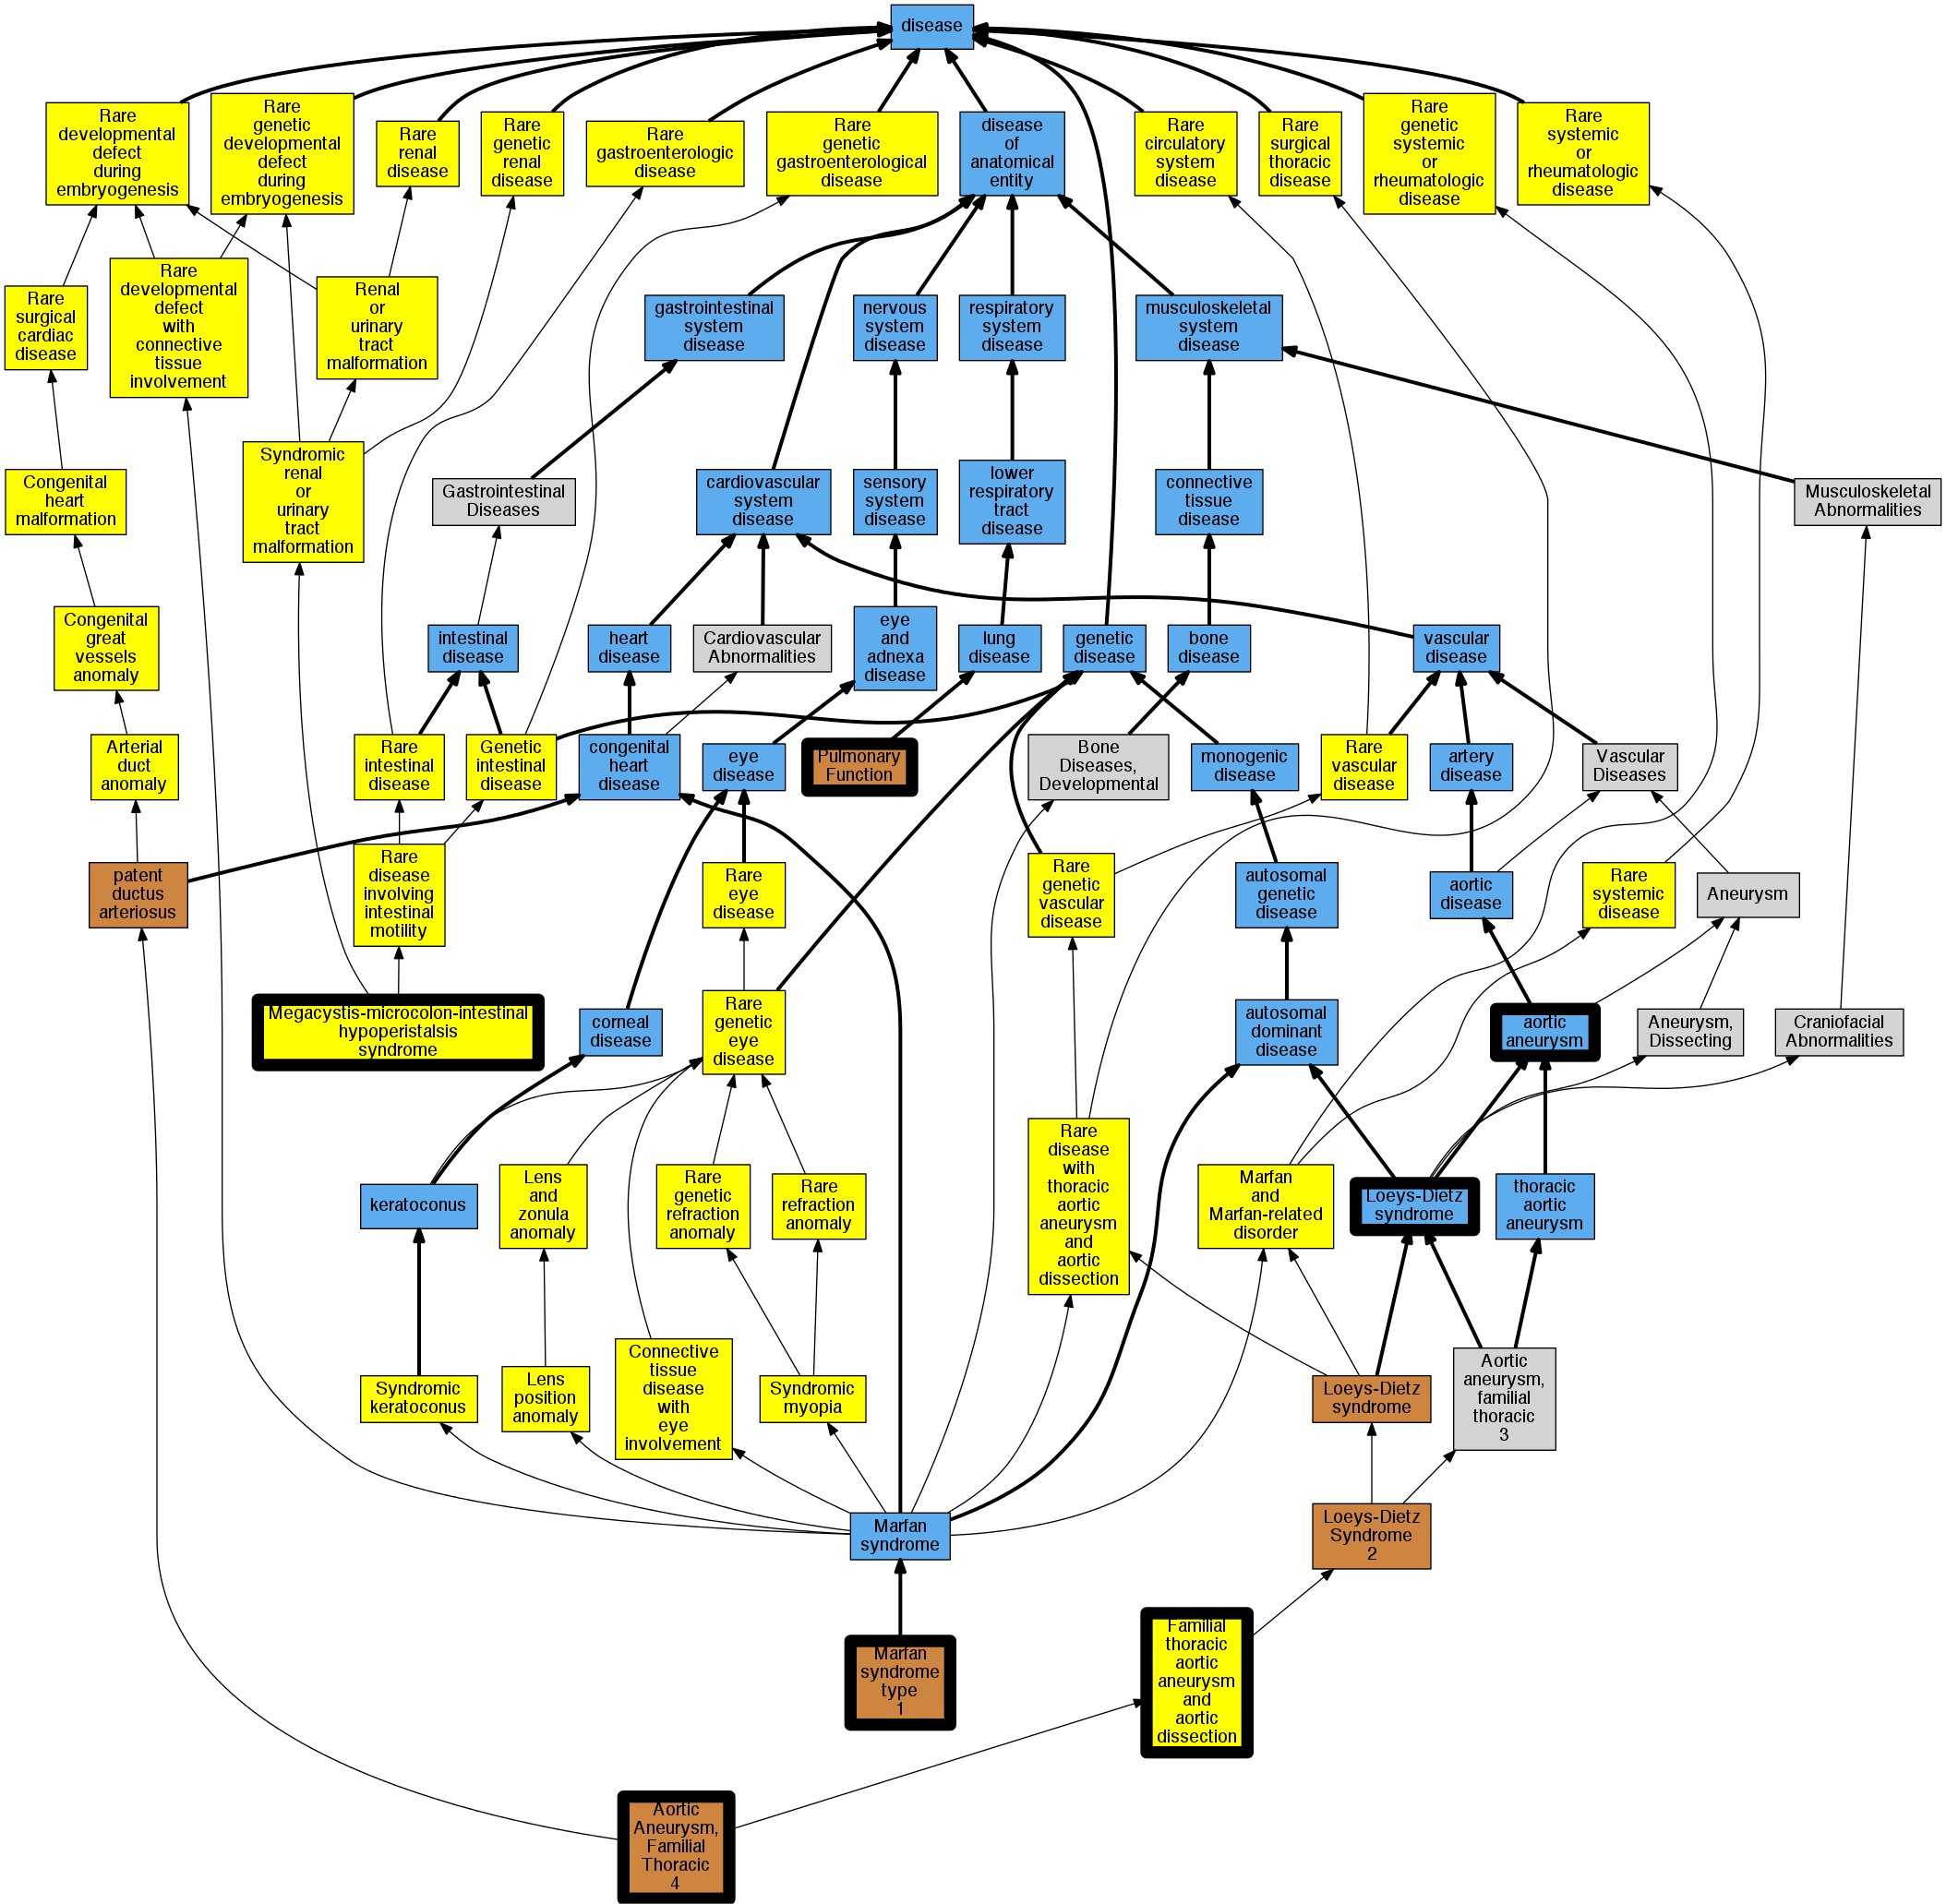 disease
Rare
developmental
defect
during
embryogenesis
Rare
genetic
developmental
defect
during
embryogenesis
Rare
renal
disease
Rare
genetic
renal
disease
Rare
gastroenterologic
disease
Rare
genetic
gastroenterological
disease
disease
of
anatomical
entity
Rare
circulatory
system
disease
Rare
surgical
thoracic
disease
Rare
genetic
systemic
or
rheumatologic
disease
Rare
systemic
or
rheumatologic
disease
Rare
surgical
cardiac
disease
Rare
developmental
defect
with
connective
tissue
involvement
Renal
or
urinary
tract
malformation
gastrointestinal
system
disease
nervous
system
disease
respiratory
system
disease
musculoskeletal
system
disease
Congenital
heart
malformation
Syndromic
renal
or
urinary
tract
malformation
Gastrointestinal
Diseases
cardiovascular
system
disease
sensory
system
disease
lower
respiratory
tract
disease
connective
tissue
disease
Musculoskeletal
Abnormalities
Congenital
great
vessels
anomaly
intestinal
disease
heart
disease
Cardiovascular
Abnormalities
eye
and
adnexa
disease
lung
disease
genetic
disease
bone
disease
vascular
disease
Arterial
duct
anomaly
Rare
intestinal
disease
Genetic
intestinal
disease
congenital
heart
disease
eye
disease
Pulmonary
Function
Bone
Diseases,
Developmental
monogenic
disease
Rare
vascular
disease
artery
disease
Vascular
Diseases
patent
ductus
arteriosus
Rare
disease
involving
intestinal
motility
Rare
eye
disease
Rare
genetic
vascular
disease
autosomal
genetic
disease
aortic
disease
Rare
systemic
disease
Aneurysm
Megacystis-microcolon-intestinal
hypoperistalsis
syndrome
corneal
disease
Rare
genetic
eye
disease
autosomal
dominant
disease
aortic
aneurysm
Aneurysm,
Dissecting
Craniofacial
Abnormalities
keratoconus
Lens
and
zonula
anomaly
Rare
genetic
refraction
anomaly
Rare
refraction
anomaly
Rare
disease
with
thoracic
aortic
aneurysm
and
aortic
dissection
Marfan
and
Marfan-related
disorder
Loeys-Dietz
syndrome
thoracic
aortic
aneurysm
Syndromic
keratoconus
Lens
position
anomaly
Connective
tissue
disease
with
eye
involvement
Syndromic
myopia
Loeys-Dietz
syndrome
Aortic
aneurysm,
familial
thoracic
3
Marfan
syndrome
Loeys-Dietz
Syndrome
2
Marfan
syndrome
type
1
Familial
thoracic
aortic
aneurysm
and
aortic
dissection
Aortic
Aneurysm,
Familial
Thoracic
4